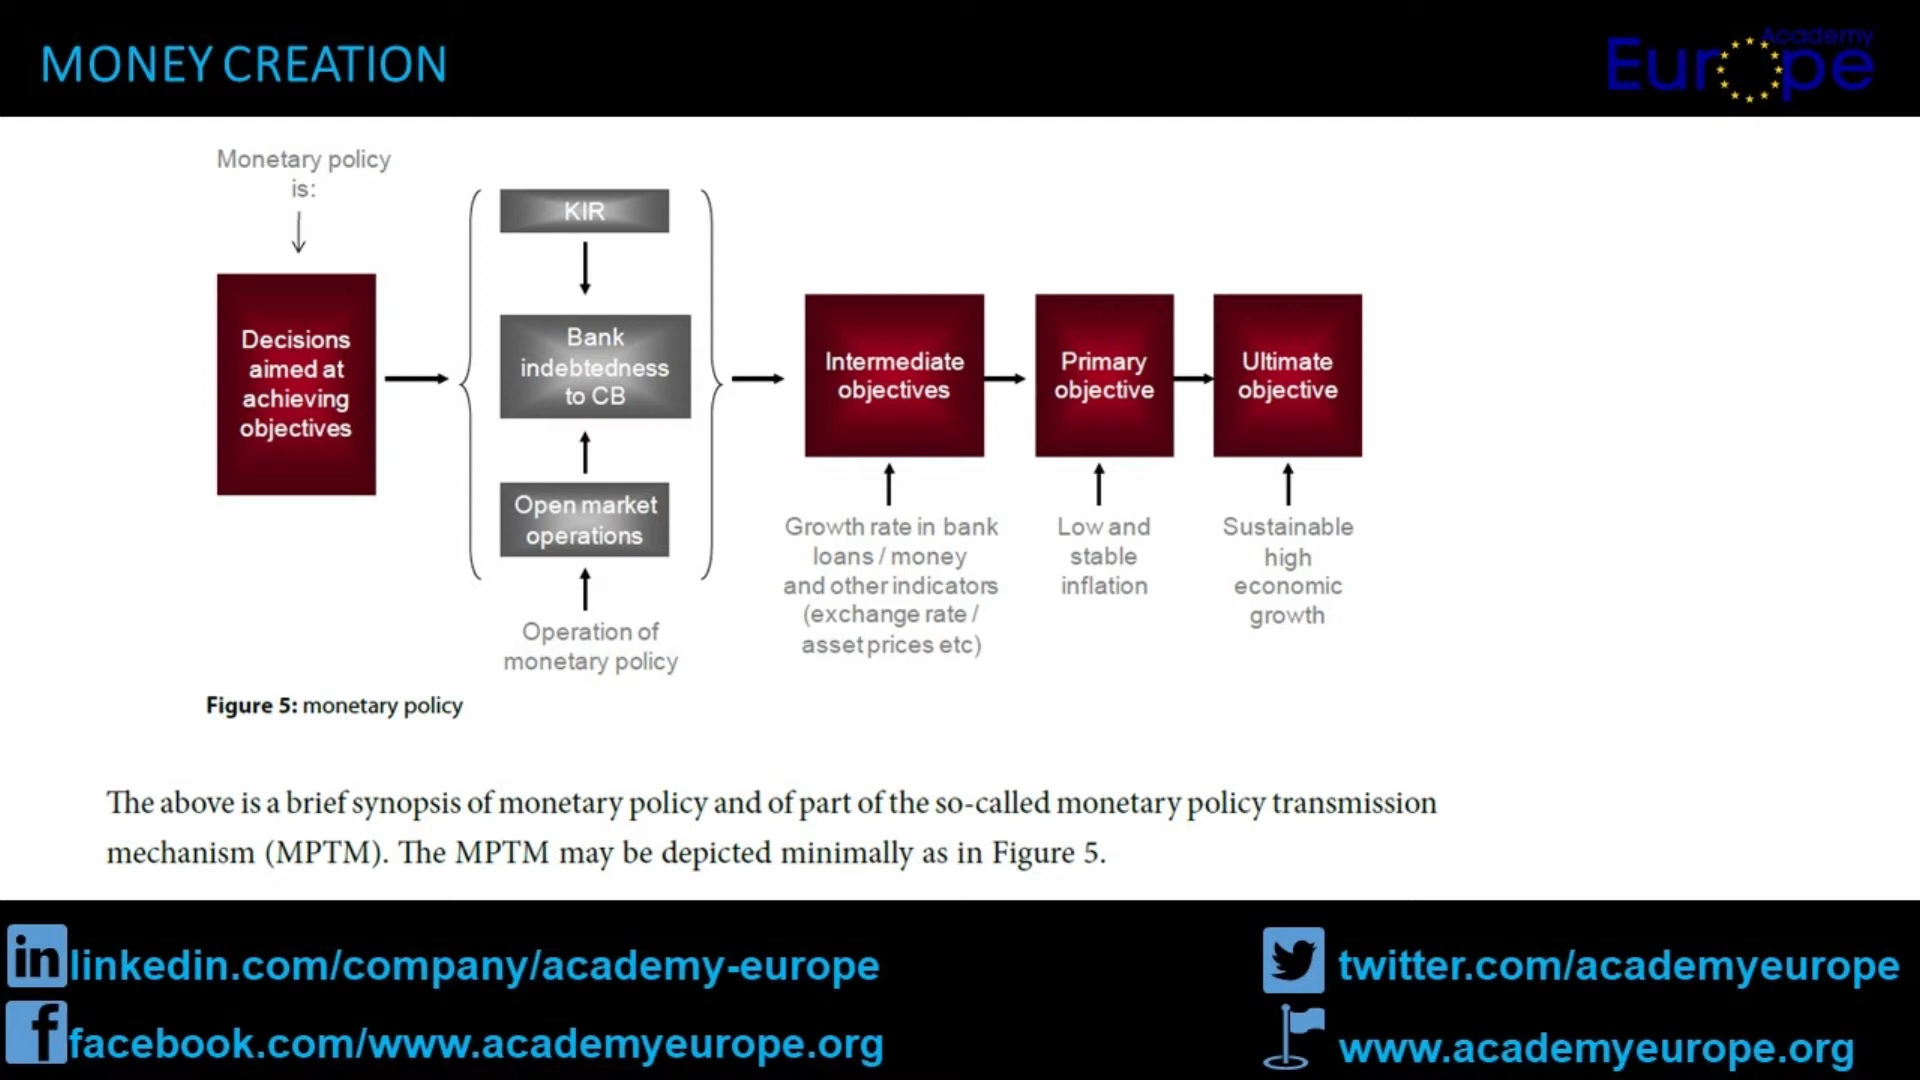 MONEY CREATION
Academy
Europe
Monetary policy
is:
Decisions
aimed at
achieving
objectives
KIR
Bank
indebtedness
to CB
Open market
operations
Operation of
monetary policy
Intermediate
objectives
Growth rate in bank
loans / money
and other indicators
(exchange rate /
asset prices etc)
Primary
objective
Low and
stable
inflation
Ultimate
objective
Sustainable
high
economic
growth
Figure 5: monetary policy
The above is a brief synopsis of monetary policy and of part of the so-called monetary policy transmission
mechanism (MPTM). The MPTM may be depicted minimally as in Figure 5.
in linkedin.com/company/academy-europe
twitter.com/academyeurope
f facebook.com/www.academyeurope.org
www.academyeurope.org